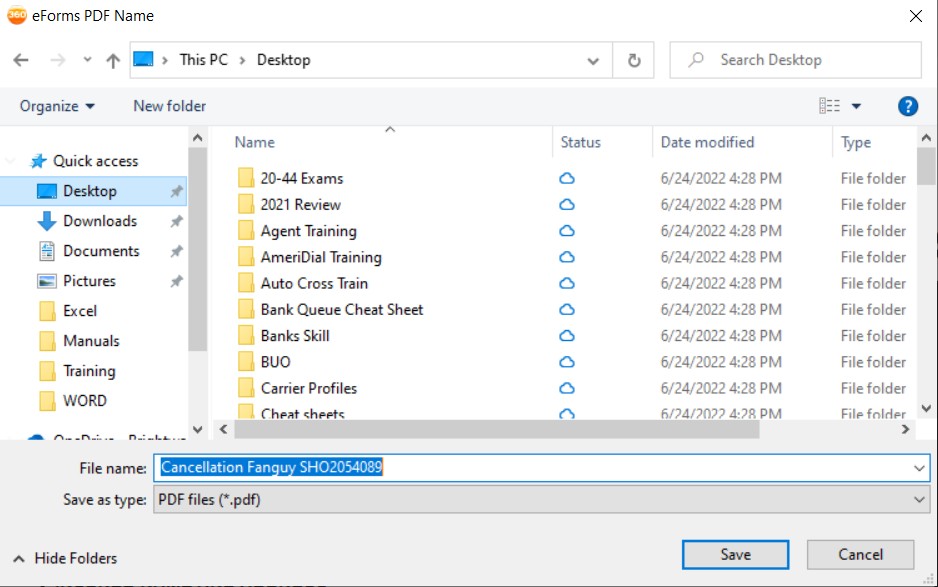 360 eForms PDF Name
This PC > Desktop
Search Desktop
Organize
New folder
?
Name Status Date modified Type
Quick access
Desktop
Downloads
Documents
Pictures
Excel
Manuals
Training
WORD
OneDrive - Brightw
20-44 Exams 6/24/2022 4:28 PM File folder
2021 Review 6/24/2022 4:28 PM File folder
Agent Training 6/24/2022 4:28 PM File folder
AmeriDial Training 6/24/2022 4:28 PM File folder
Auto Cross Train 6/24/2022 4:28 PM File folder
Bank Queue Cheat Sheet 6/24/2022 4:28 PM File folder
Banks Skill 6/24/2022 4:28 PM File folder
BUO 6/24/2022 4:28 PM File folder
Carrier Profiles 6/24/2022 4:28 PM File folder
Cheat sheets 6/24/2022 4:28 PM File folder
File name: Cancellation Fanguy SHO2054089
Save as type: PDF files (*.pdf)
Hide Folders
Save
Cancel